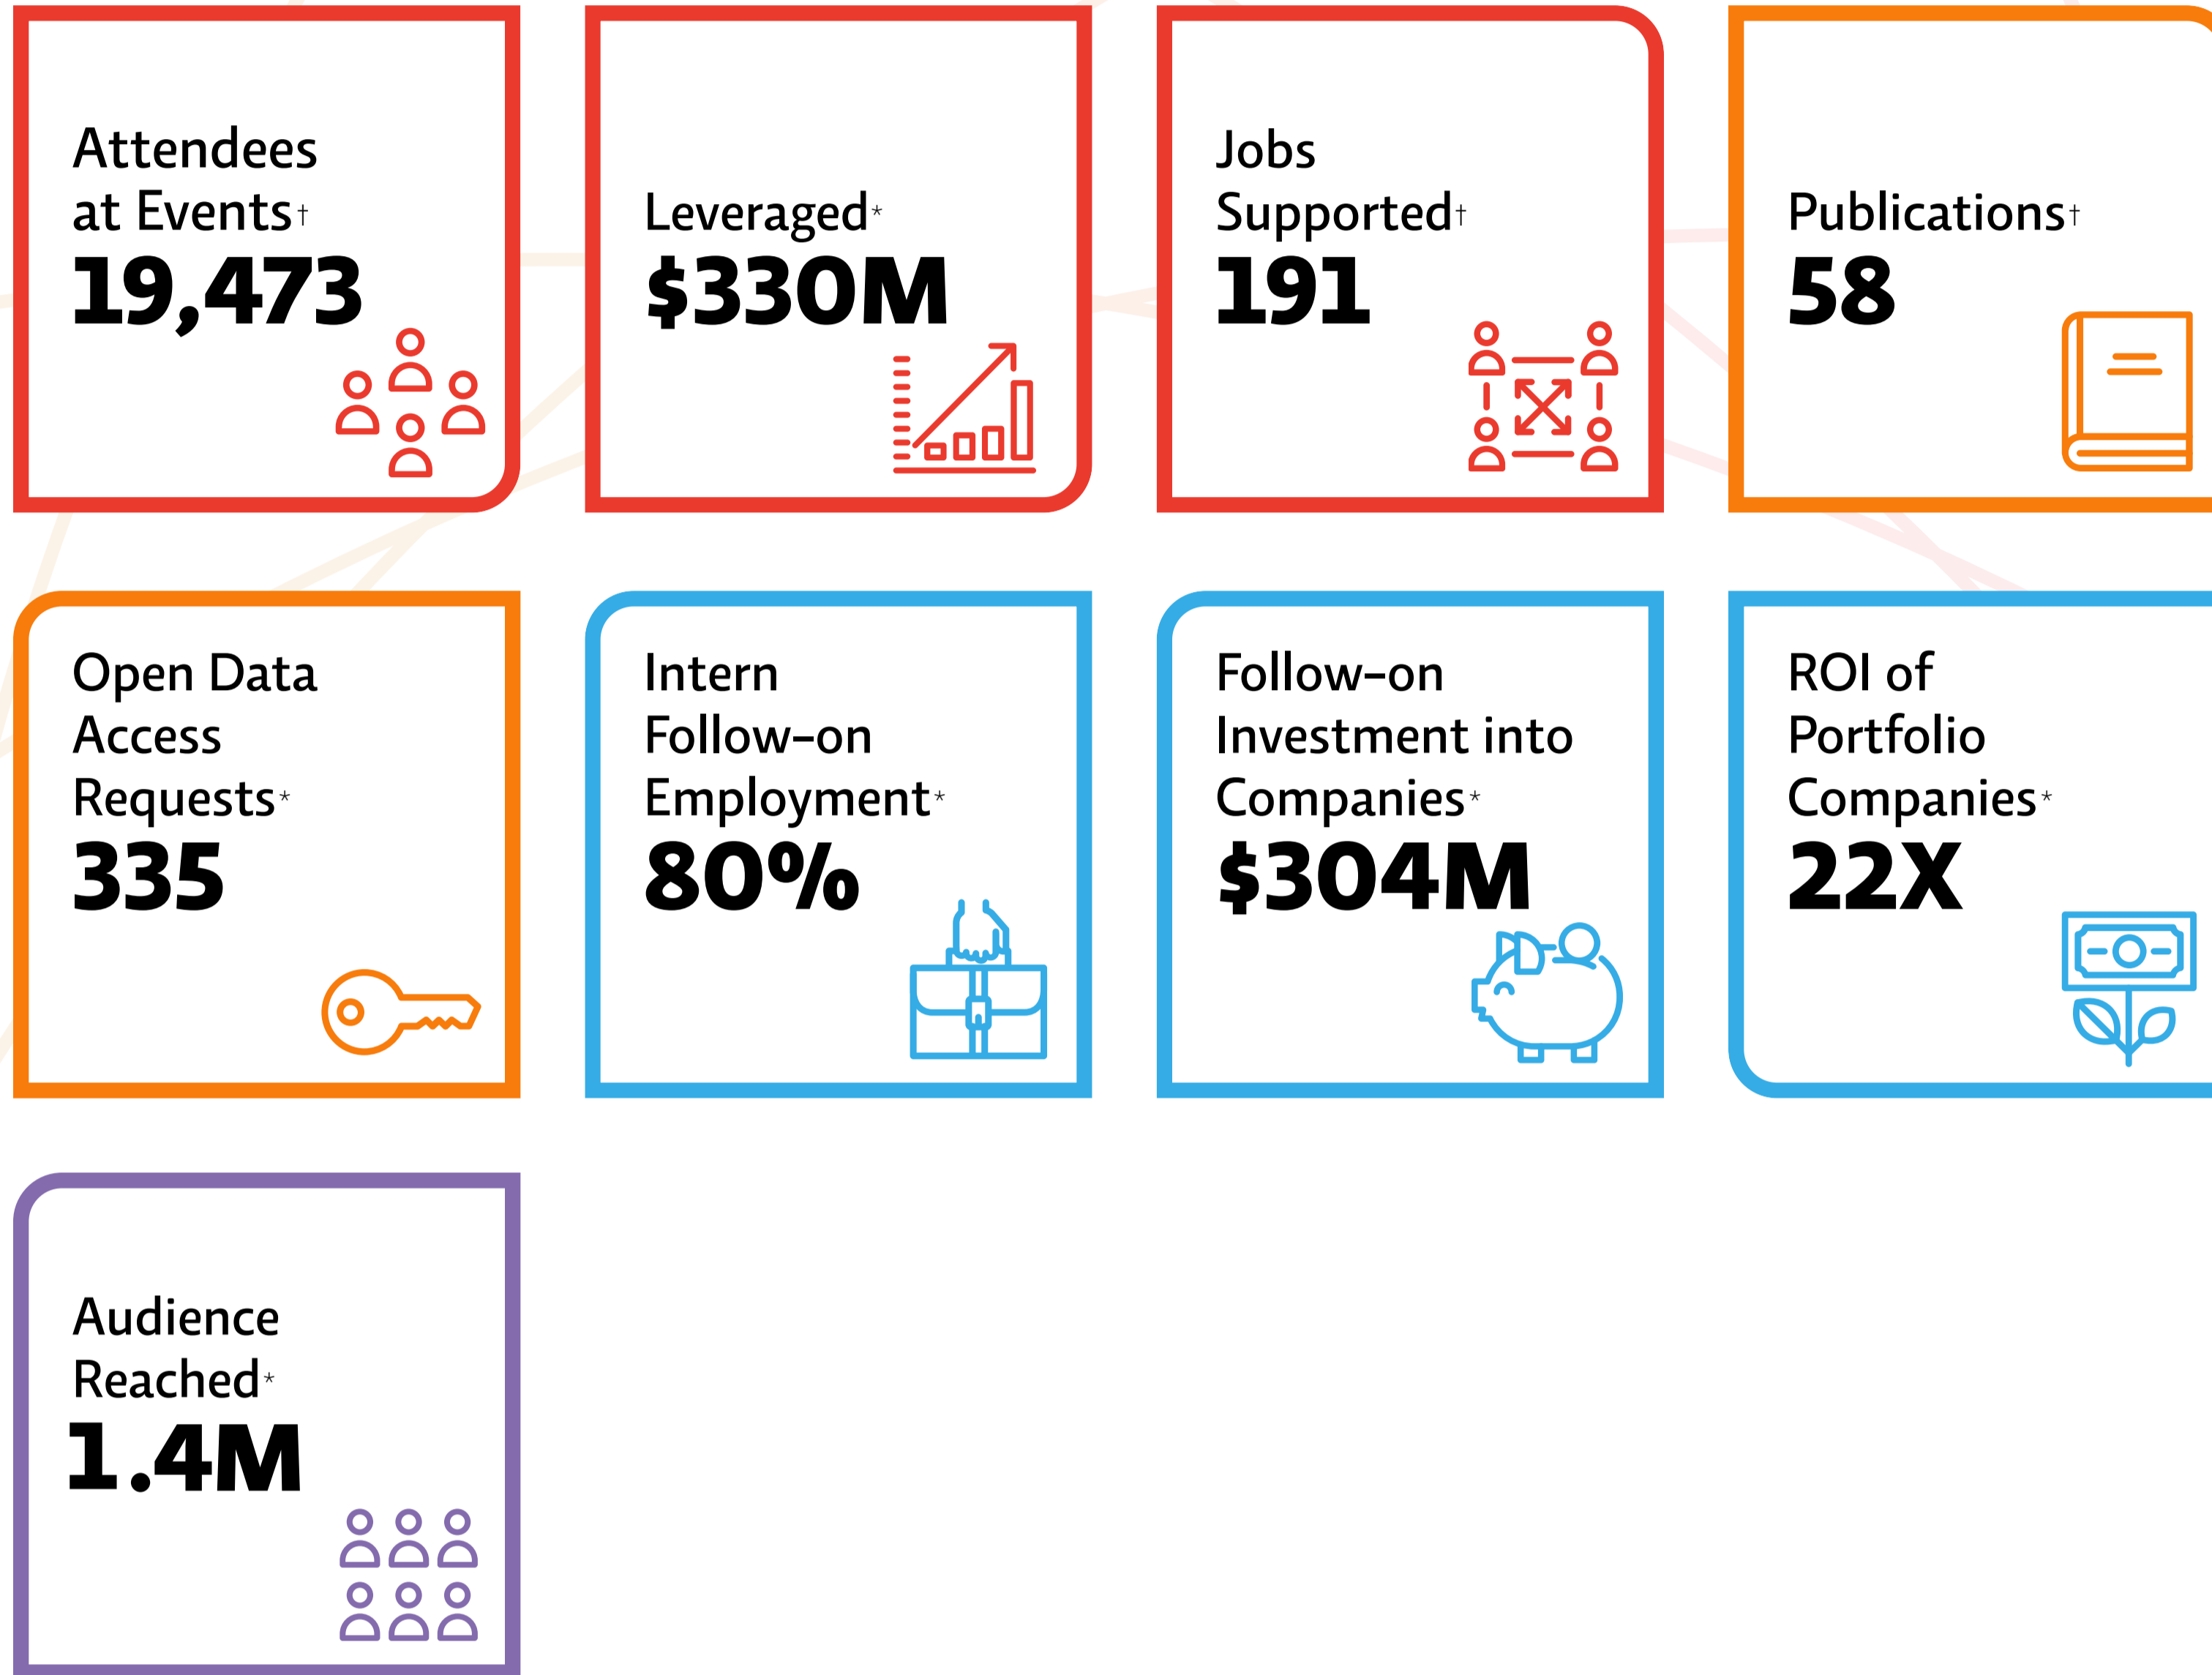 Attendees
at Events†
19,473
Leveraged*
$330M
Jobs
Supported†
191
Publications†
58
Open Data
Access
Requests*
335
Intern
Follow-on
Employment*
80%
Follow-on
Investment into
Companies*
$304M
ROI of
Portfolio
Companies*
22X
Audience
Reached*
1.4M